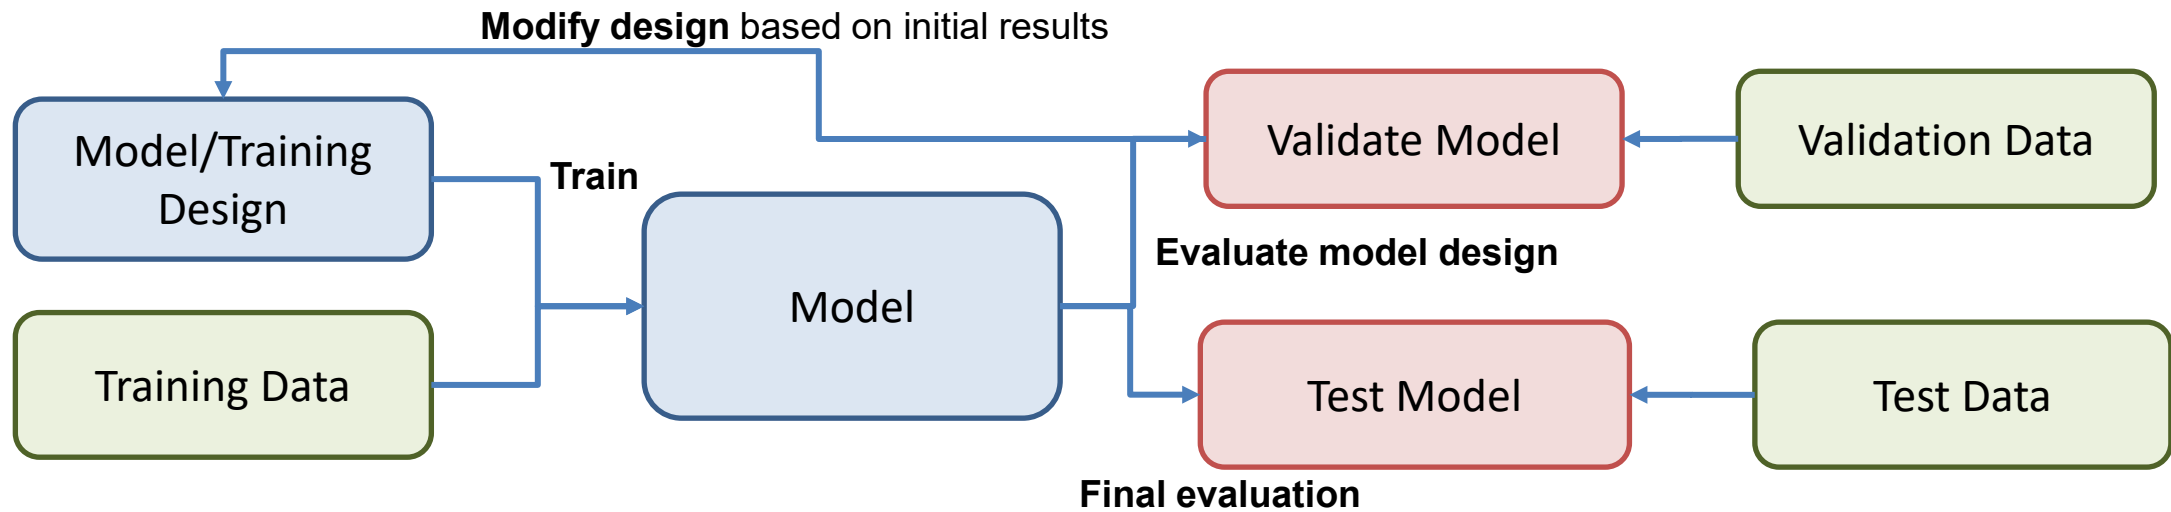 Modify design based on initial results
Model/Training
Design
Train
Validate Model
Validation Data
Model
Evaluate model design
Training Data
Test Model
Test Data
Final evaluation